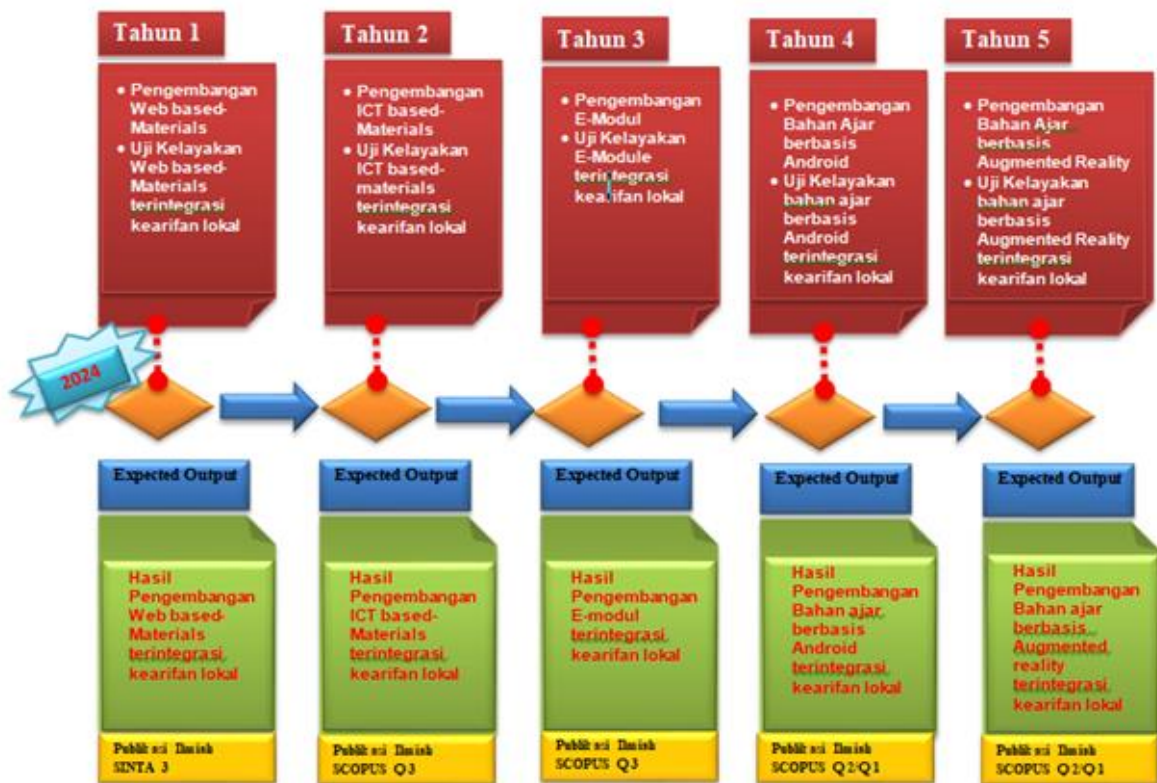 Tahun 1
Tahun 2
Tahun 3
Tahun 4
Tahun 5
• Pengembangan
Web based-
Materials
• Uji Kelayakan
Web based-
Materials
terintegrasi
kearifan lokal
• Pengembangan
ICT based-
Materials
• Uji Kelayakan
ICT based-
materials
terintegrasi
kearifan lokal
• Pengembangan
E-Modul
• Uji Kelayakan
E-Module
terintegrasi
kearifan lokal
• Pengembangan
Bahan Ajar
berbasis
Android
• Uji Kelayakan
bahan ajar
berbasis
Android
terintegrasi
kearifan lokal
• Pengembangan
Bahan Ajar
berbasis
Augmented Reality
• Uji Kelayakan
bahan ajar
berbasis
Augmented Reality
terintegrasi
kearifan lokal
2024
Expected Output
Expected Output
Expected Output
Expected Output
Expected Output
Hasil
Pengembangan
Web based-
Materials
terintegrasi
kearifan lokal
Hasil
Pengembangan
ICT based-
Materials
terintegrasi
kearifan lokal
Hasil
Pengembangan
E-modul
terintegrasi
kearifan lokal
Hasil
Pengembangan
Bahan ajar
berbasis
Android
terintegrasi
kearifan lokal
Hasil
Pengembangan
Bahan ajar
berbasis
Augmented
reality
terintegrasi
kearifan lokal
Publikasi Ilmiah
SINTA 3
Publikasi Ilmiah
SCOPUS Q3
Publikasi Ilmiah
SCOPUS Q3
Publikasi Ilmiah
SCOPUS Q2/Q1
Publikasi Ilmiah
SCOPUS Q2/Q1